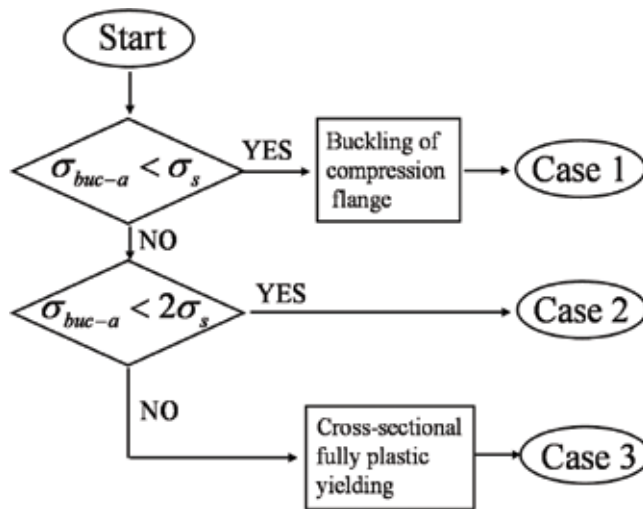 Start
σ_buc−a < σ_s
YES
Buckling of
compression
flange
Case 1
NO
σ_buc−a < 2σ_s
YES
Case 2
NO
Cross-sectional
fully plastic
yielding
Case 3